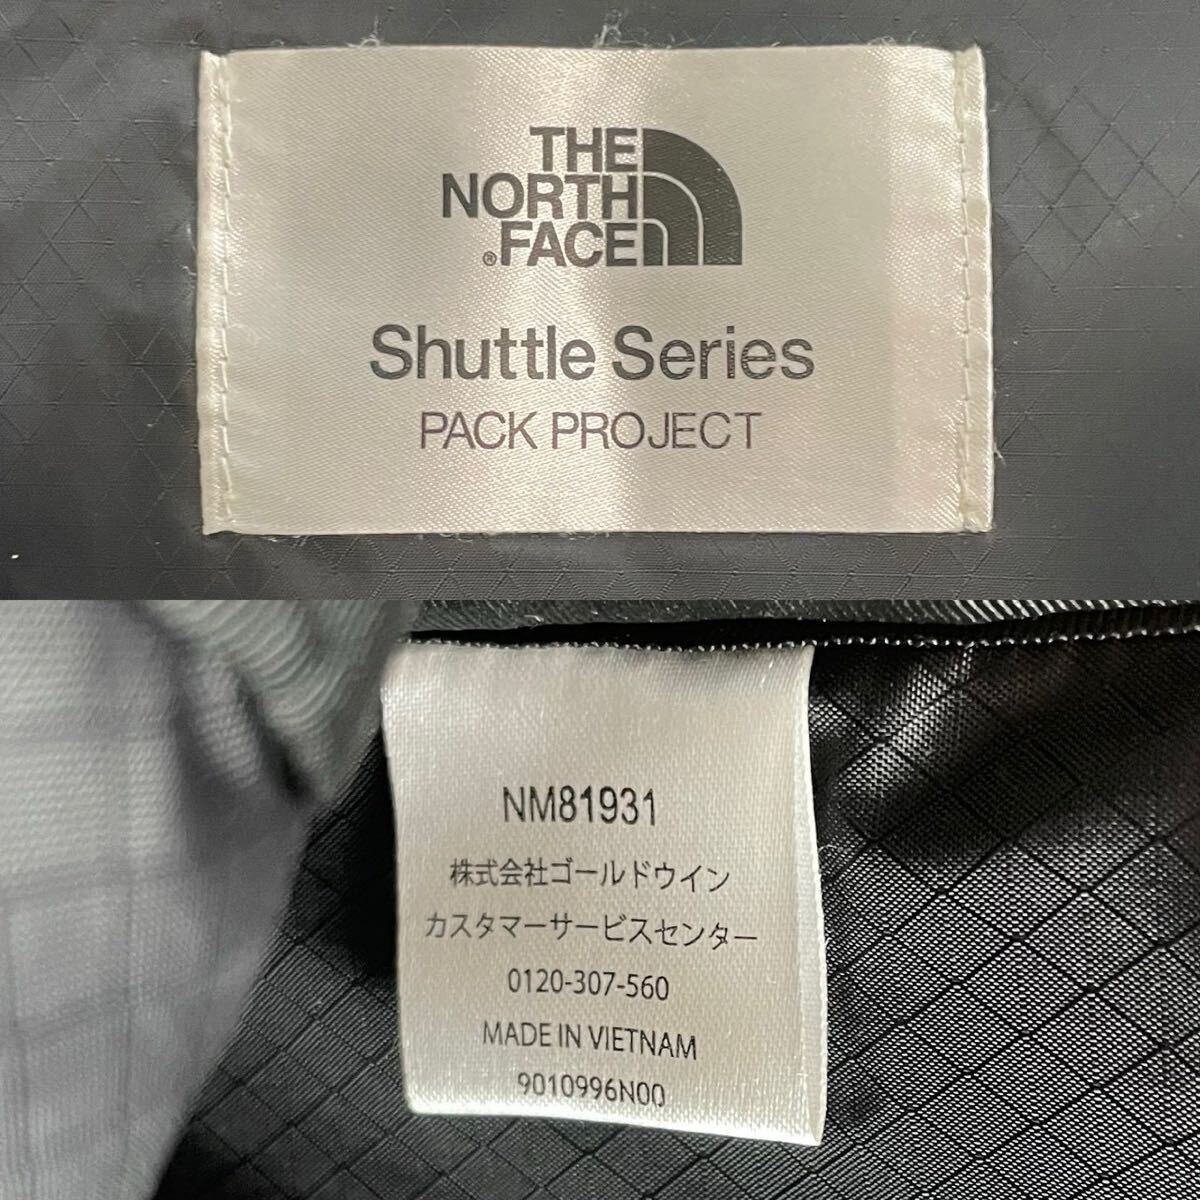 THE
NORTH
®FACE
Shuttle Series
PACK PROJECT
NM81931
株式会社ゴールドウイン
カスタマーサービスセンター
0120-307-560
MADE IN VIETNAM
9010996N00